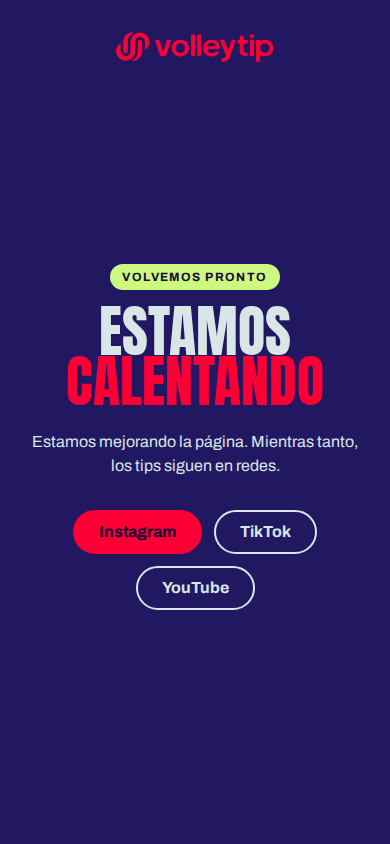 volleytip
VOLVEMOS PRONTO
ESTAMOS
CALENTANDO
Estamos mejorando la página. Mientras tanto,
los tips siguen en redes.
Instagram
TikTok
YouTube